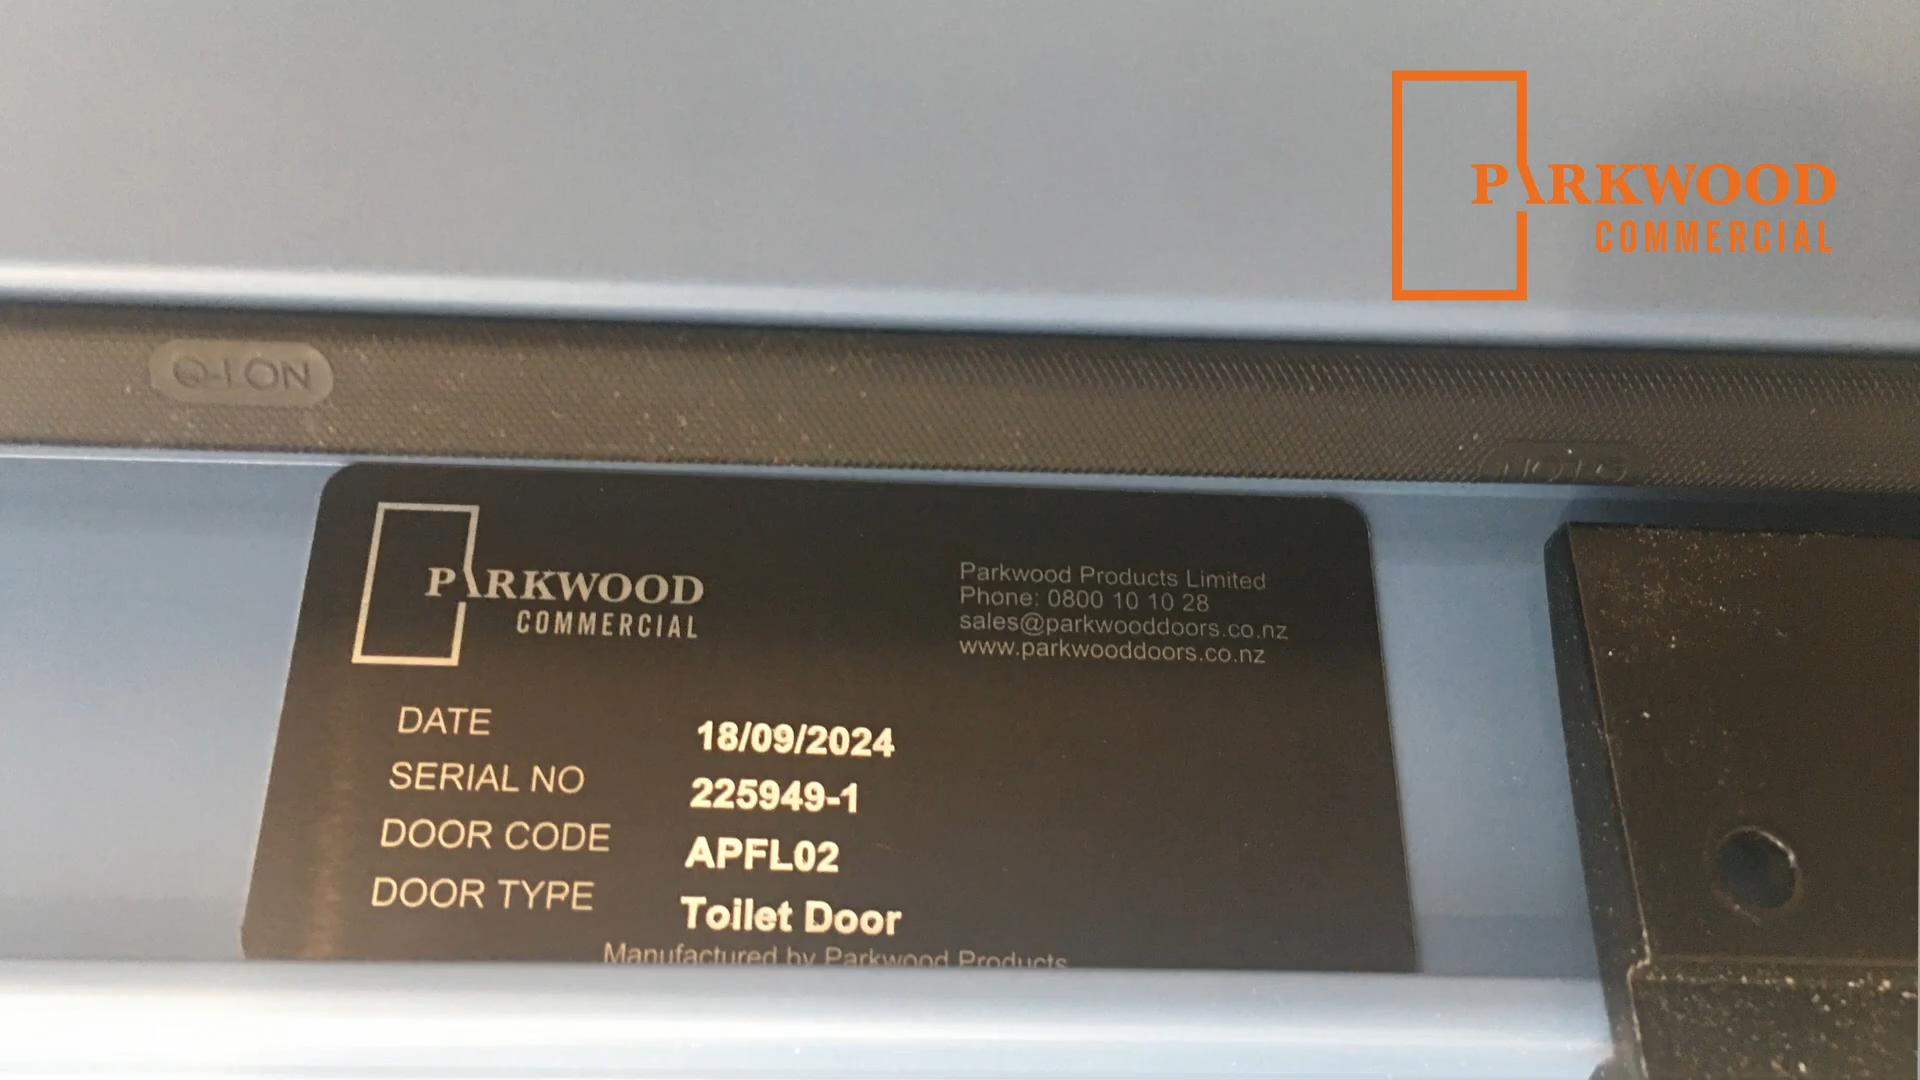 PARKWOOD
COMMERCIAL
Q-LON
PARKWOOD
COMMERCIAL
Parkwood Products Limited
Phone: 0800 10 10 28
sales@parkwooddoors.co.nz
www.parkwooddoors.co.nz
DATE 18/09/2024
SERIAL NO 225949-1
DOOR CODE APFL02
DOOR TYPE Toilet Door
Manufactured by Parkwood Products